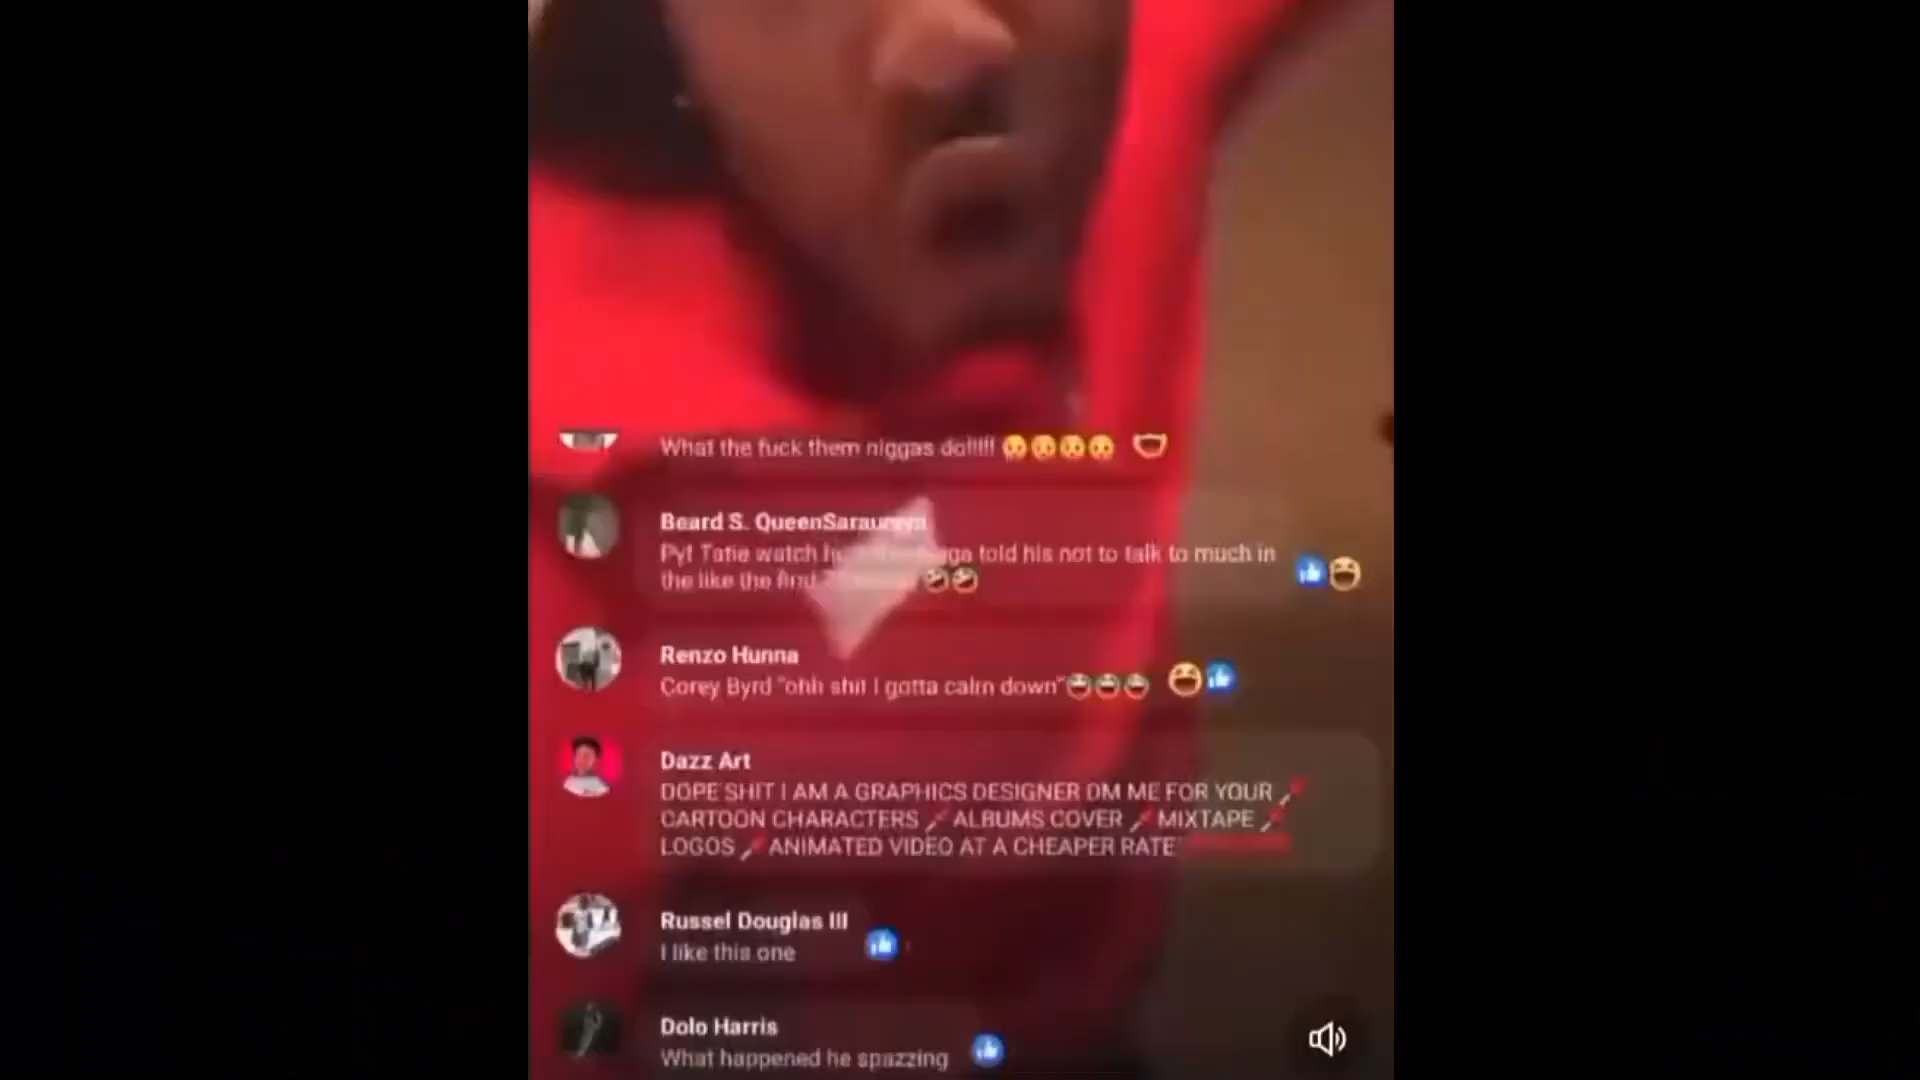 What the fuck them niggas do!!!!!
Beard S. QueenSarau
Pyf Tatie watch told his not to talk to much in
the like the first
Renzo Hunna
Corey Byrd "ohh shit I gotta calm down"
Dazz Art
DOPE SHIT I AM A GRAPHICS DESIGNER DM ME FOR YOUR
CARTOON CHARACTERS ALBUMS COVER MIXTAPE
LOGOS ANIMATED VIDEO AT A CHEAPER RATE
Russel Douglas III
I like this one
Dolo Harris
What happened he spazzing